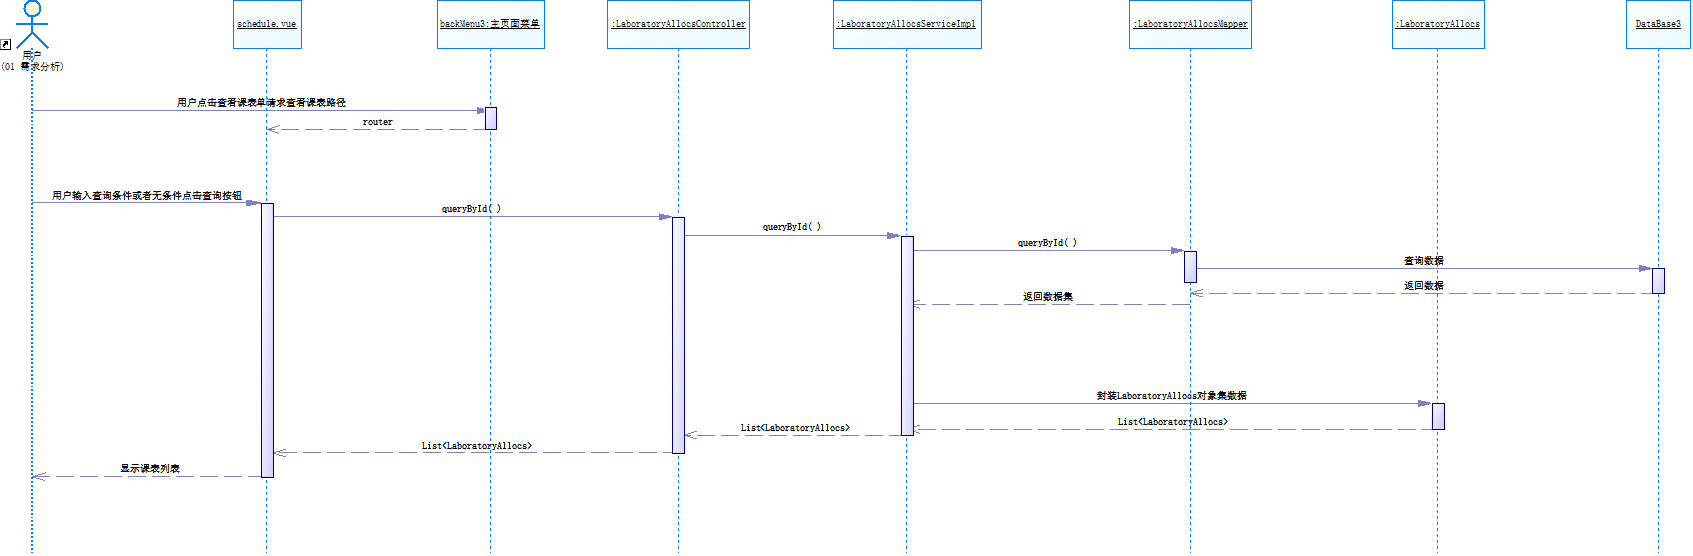 schedule.vue
backMenu3:主页面菜单
:LaboratoryAllocsController
:LaboratoryAllocsServiceImpl
:LaboratoryAllocsMapper
:LaboratoryAllocs
DataBase3
用户
(01 需求分析)
用户点击查看课表单请求查看课表路径
router
用户输入查询条件或者无条件点击查询按钮
queryById( )
queryById( )
queryById( )
查询数据
返回数据
返回数据集
封装LaboratoryAllocs对象集数据
List<LaboratoryAllocs>
List<LaboratoryAllocs>
List<LaboratoryAllocs>
显示课表列表